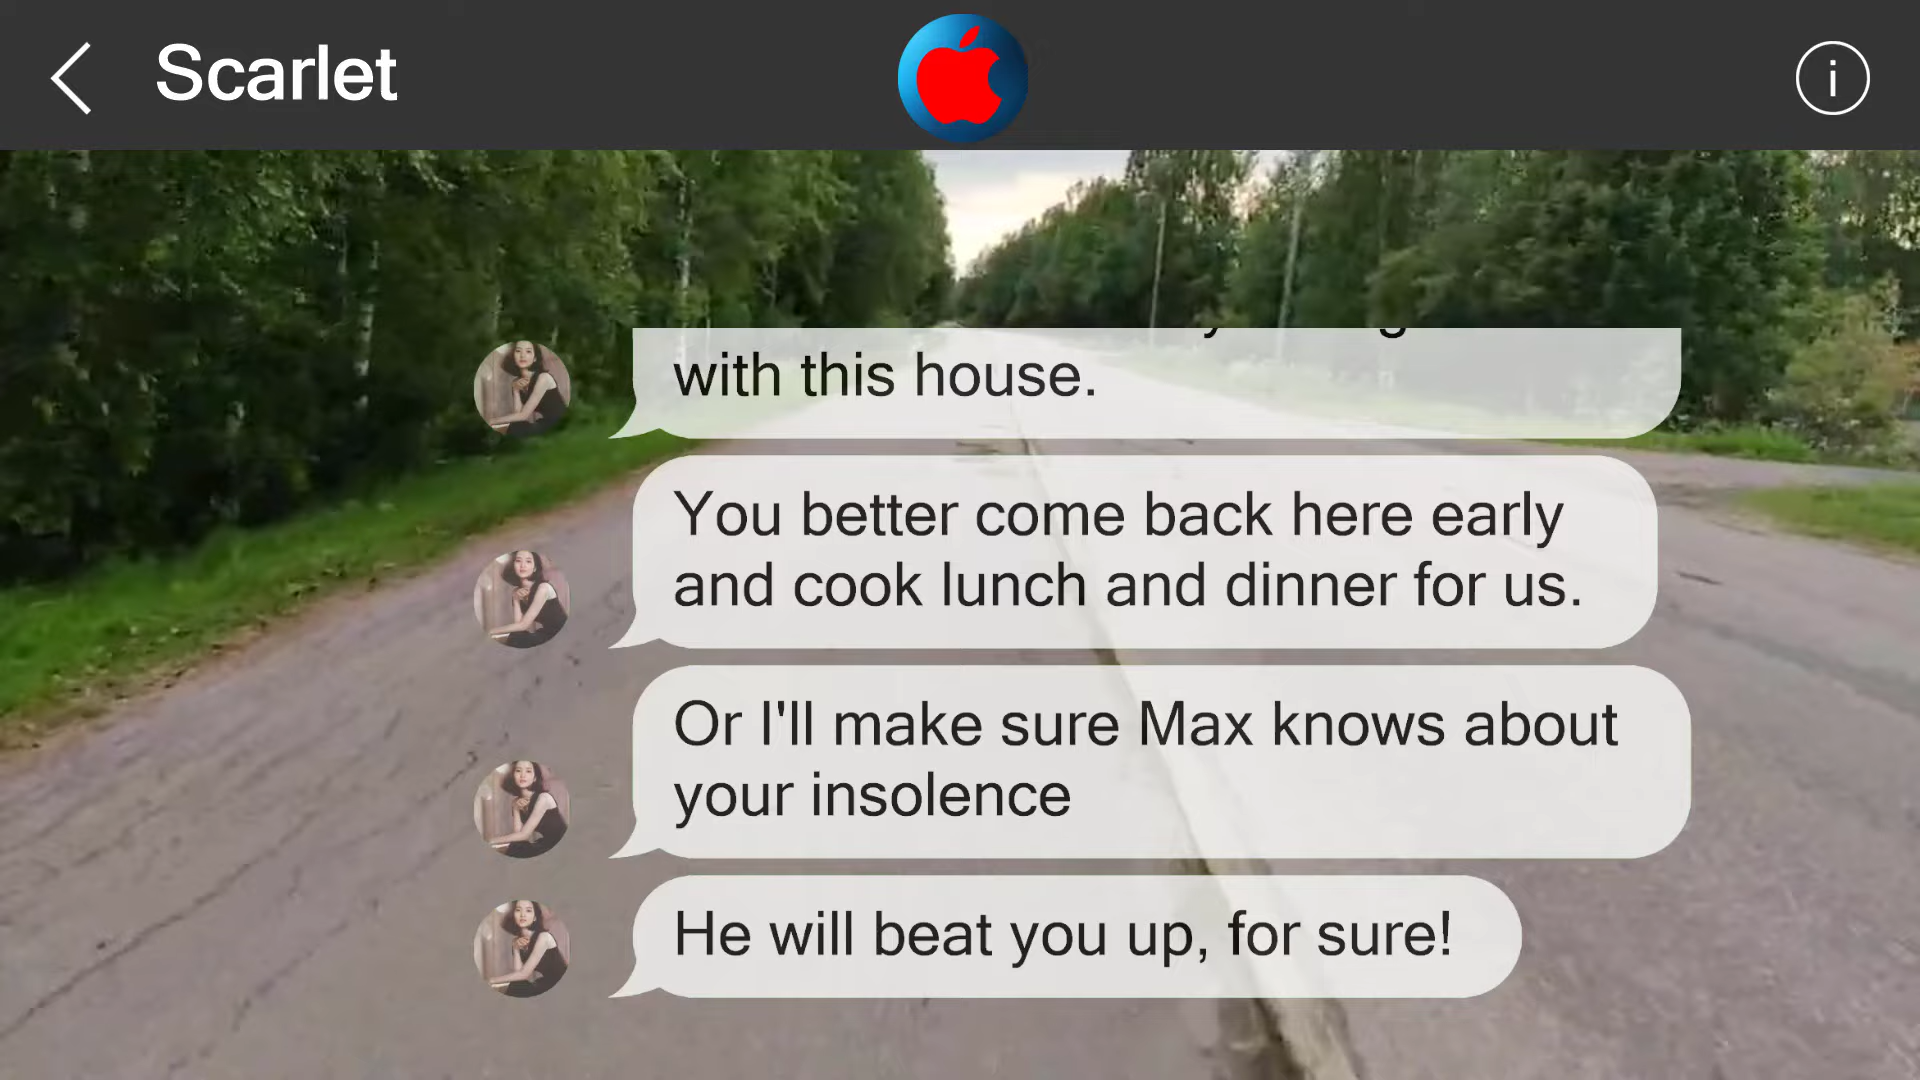 Scarlet
with this house.
You better come back here early
and cook lunch and dinner for us.
Or I'll make sure Max knows about
your insolence
He will beat you up, for sure!